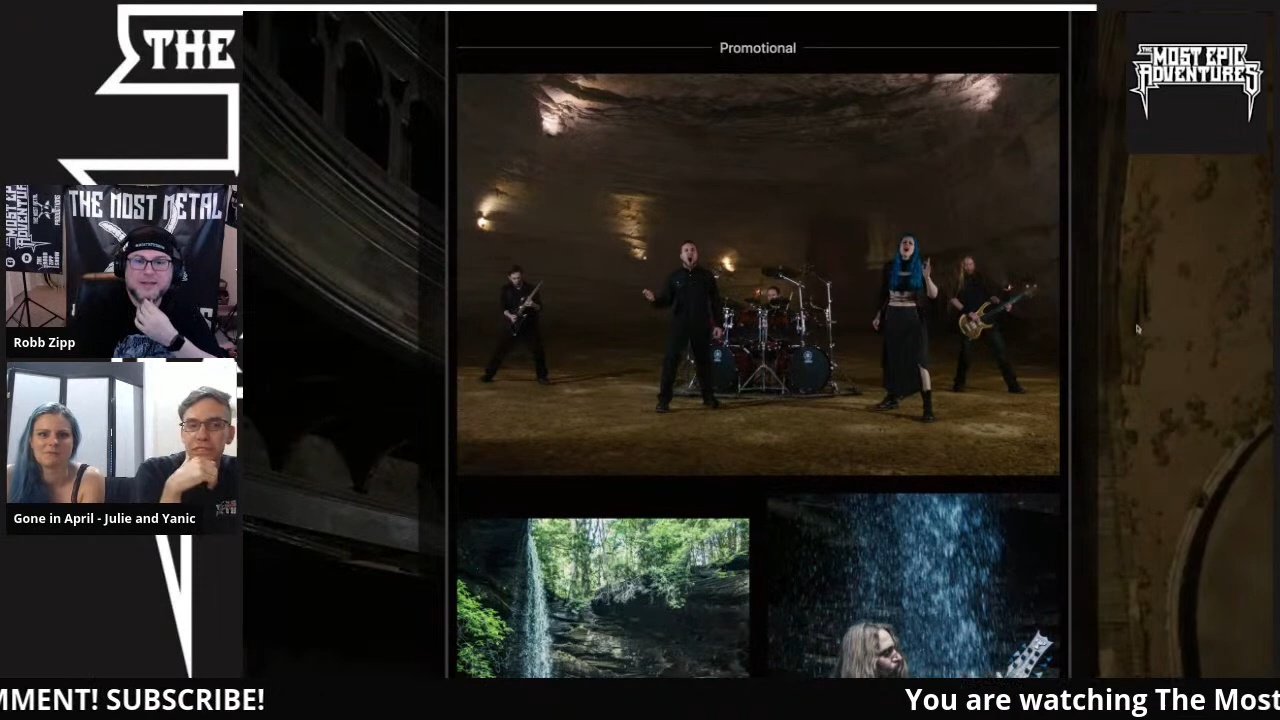 THE
Promotional
THE MOST EPIC
ADVENTURES
THE MOST METAL
Robb Zipp
Gone in April - Julie and Yanic
MMENT! SUBSCRIBE!
You are watching The Most